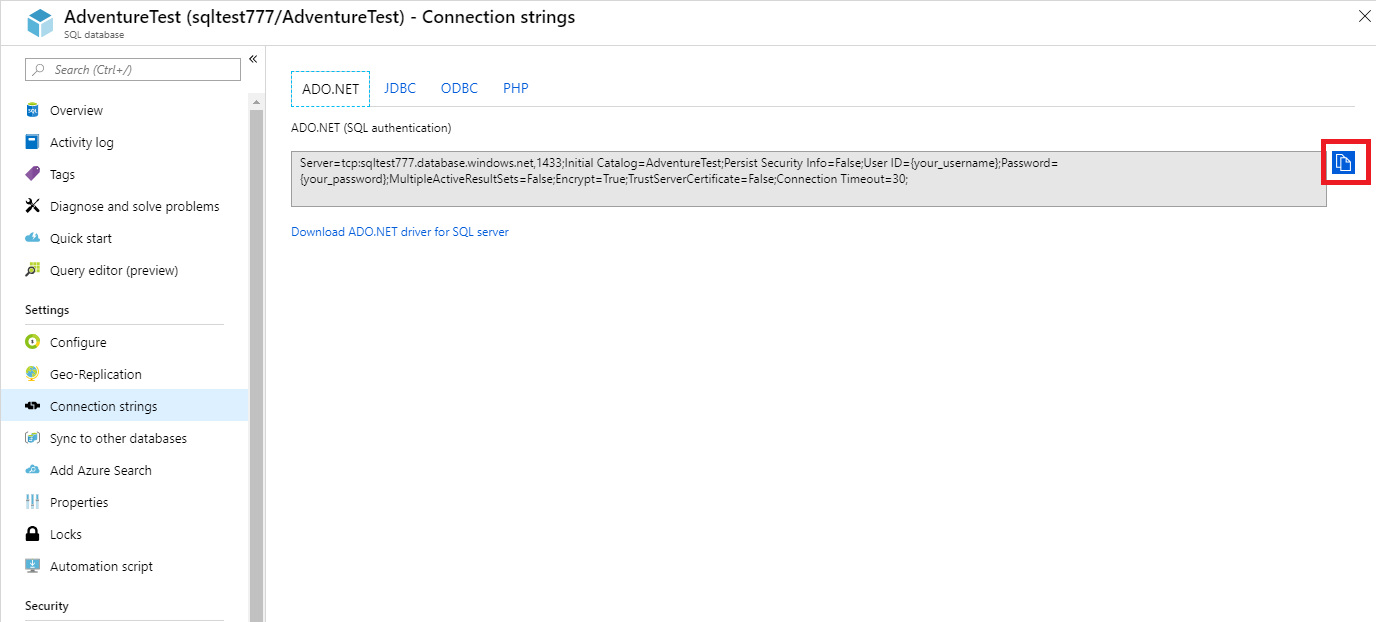 AdventureTest (sqltest777/AdventureTest) - Connection strings
SQL database
Search (Ctrl+/)
Overview
Activity log
Tags
Diagnose and solve problems
Quick start
Query editor (preview)
Settings
Configure
Geo-Replication
Connection strings
Sync to other databases
Add Azure Search
Properties
Locks
Automation script
Security
ADO.NET JDBC ODBC PHP
ADO.NET (SQL authentication)
Server=tcp:sqltest777.database.windows.net,1433;Initial Catalog=AdventureTest;Persist Security Info=False;User ID={your_username};Password=
{your_password};MultipleActiveResultSets=False;Encrypt=True;TrustServerCertificate=False;Connection Timeout=30;
Download ADO.NET driver for SQL server